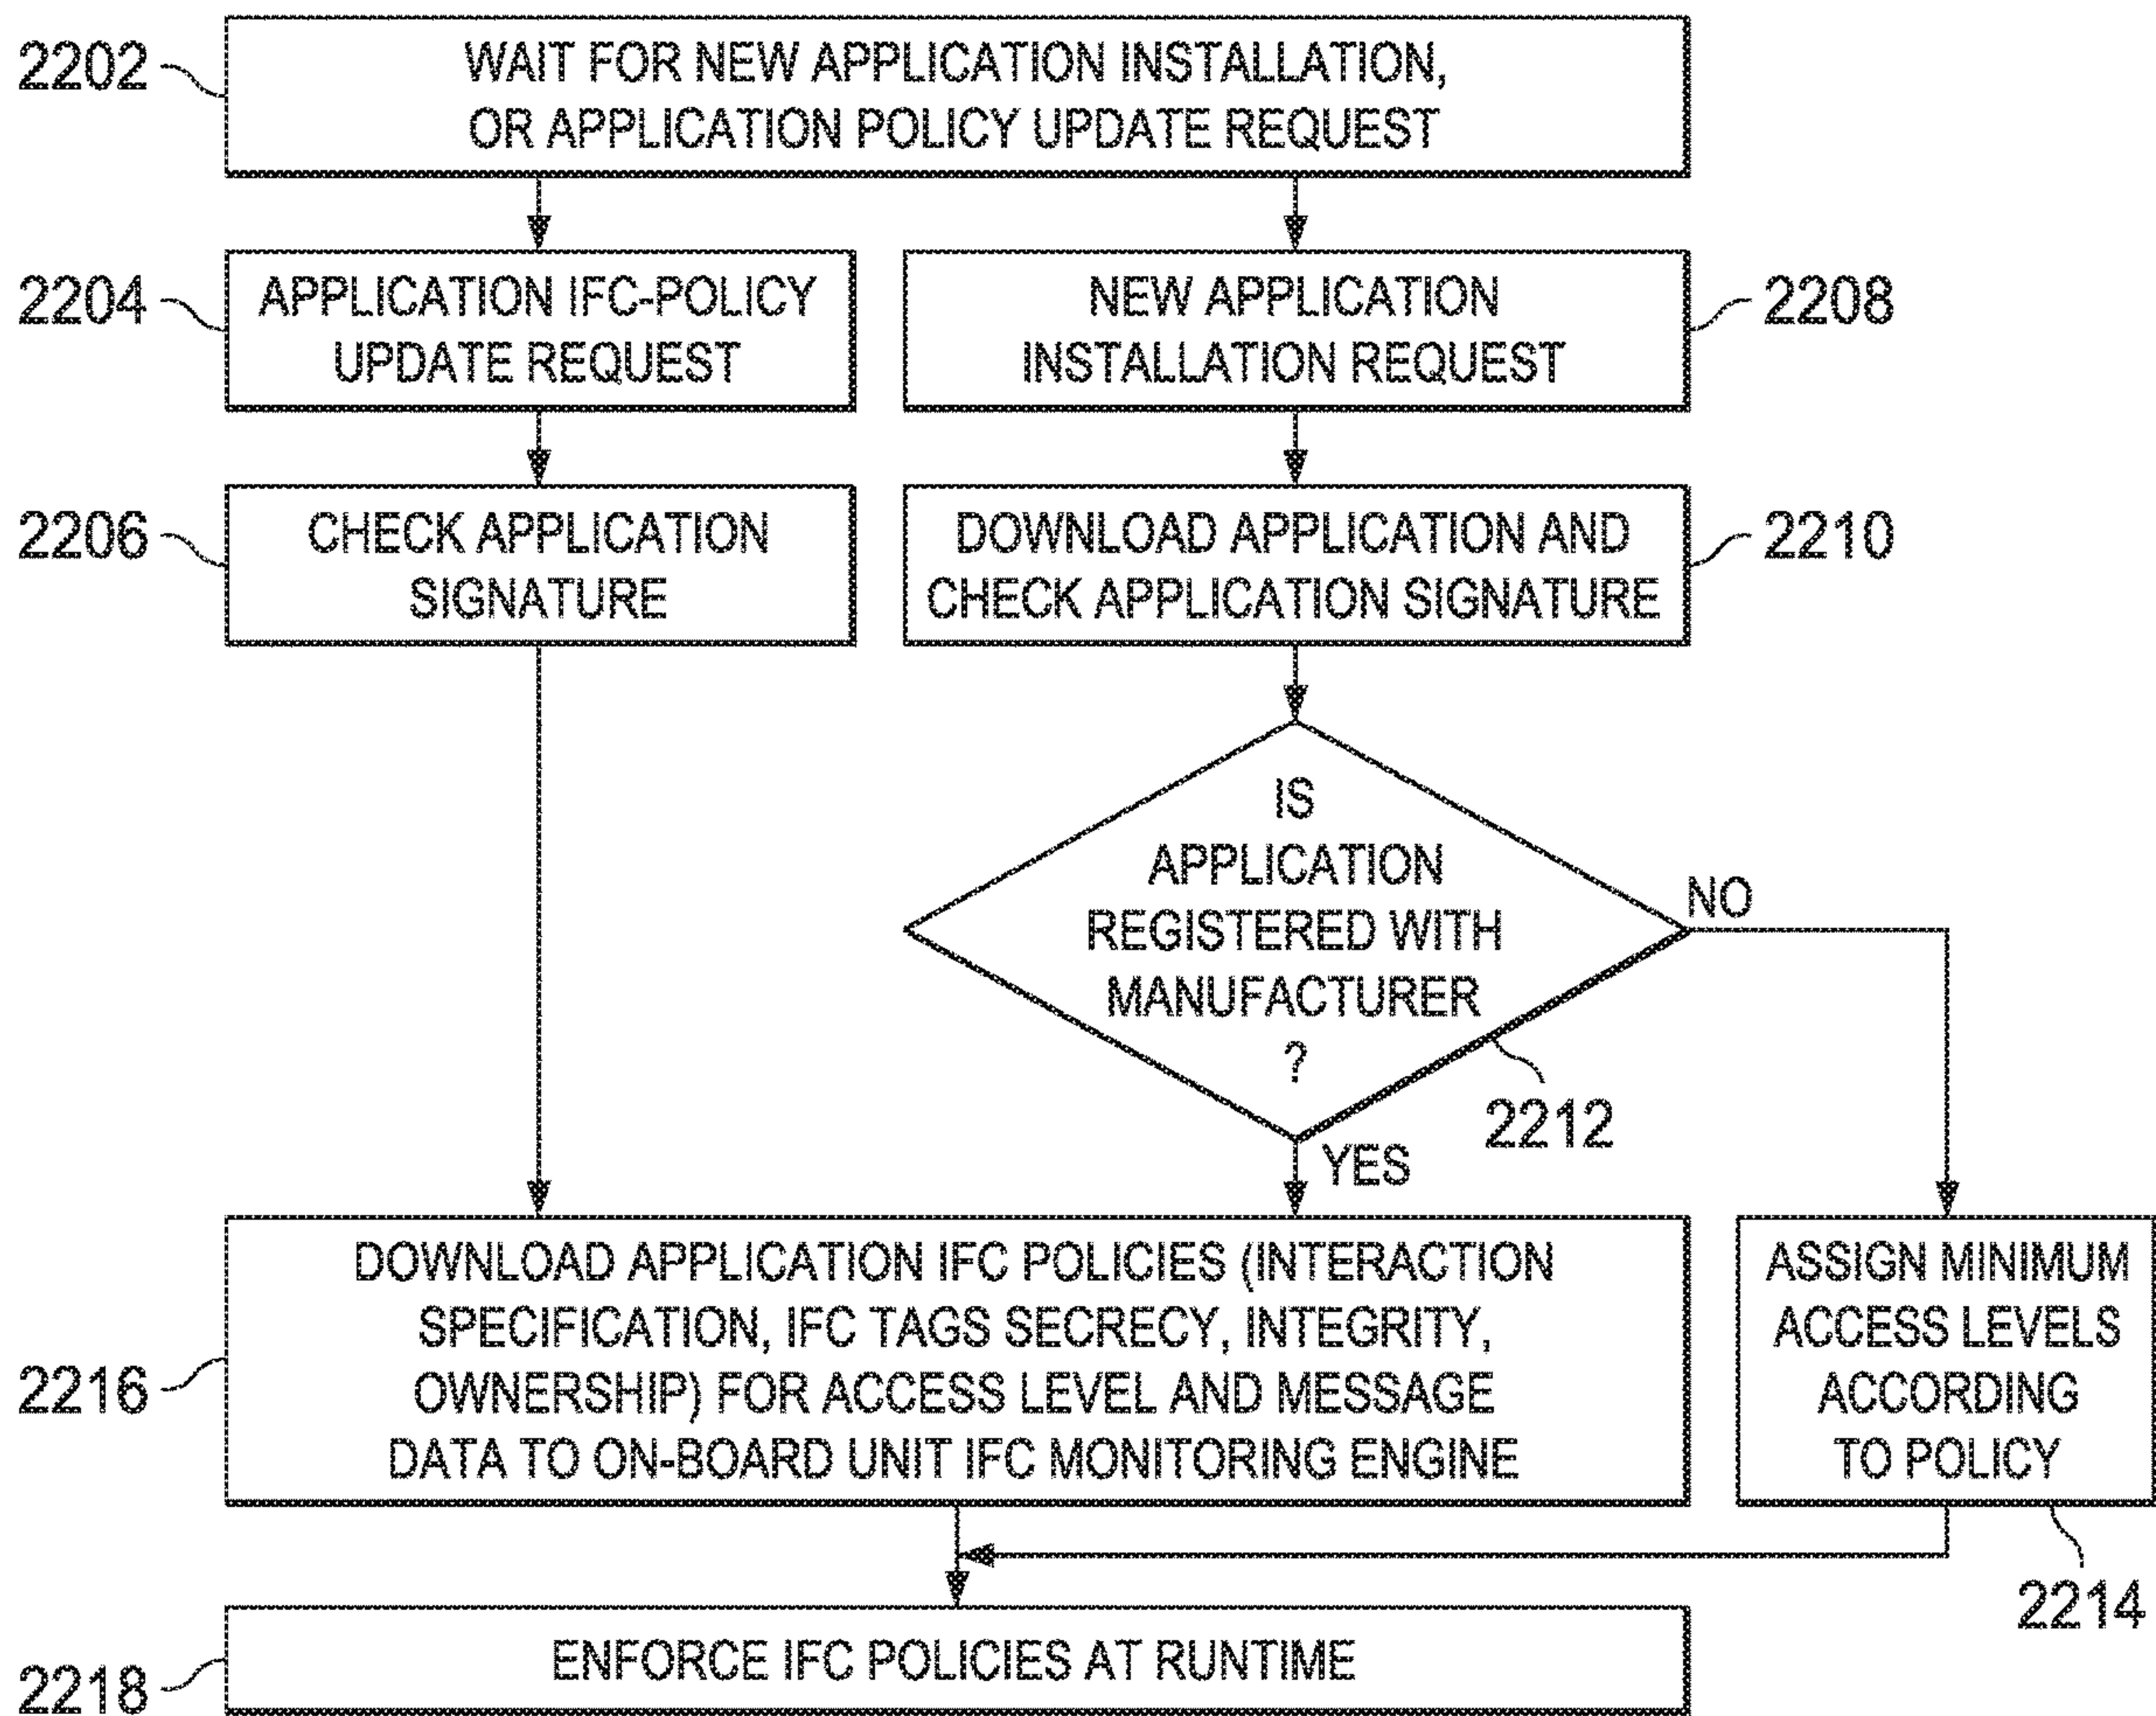 2202
WAIT FOR NEW APPLICATION INSTALLATION,
OR APPLICATION POLICY UPDATE REQUEST
2204
APPLICATION IFC-POLICY
UPDATE REQUEST
NEW APPLICATION
INSTALLATION REQUEST
2208
2206
CHECK APPLICATION
SIGNATURE
DOWNLOAD APPLICATION AND
CHECK APPLICATION SIGNATURE
2210
IS
APPLICATION
REGISTERED WITH
MANUFACTURER
?
NO
2212
YES
2216
DOWNLOAD APPLICATION IFC POLICIES (INTERACTION
SPECIFICATION, IFC TAGS SECRECY, INTEGRITY,
OWNERSHIP) FOR ACCESS LEVEL AND MESSAGE
DATA TO ON-BOARD UNIT IFC MONITORING ENGINE
ASSIGN MINIMUM
ACCESS LEVELS
ACCORDING
TO POLICY
2214
2218
ENFORCE IFC POLICIES AT RUNTIME